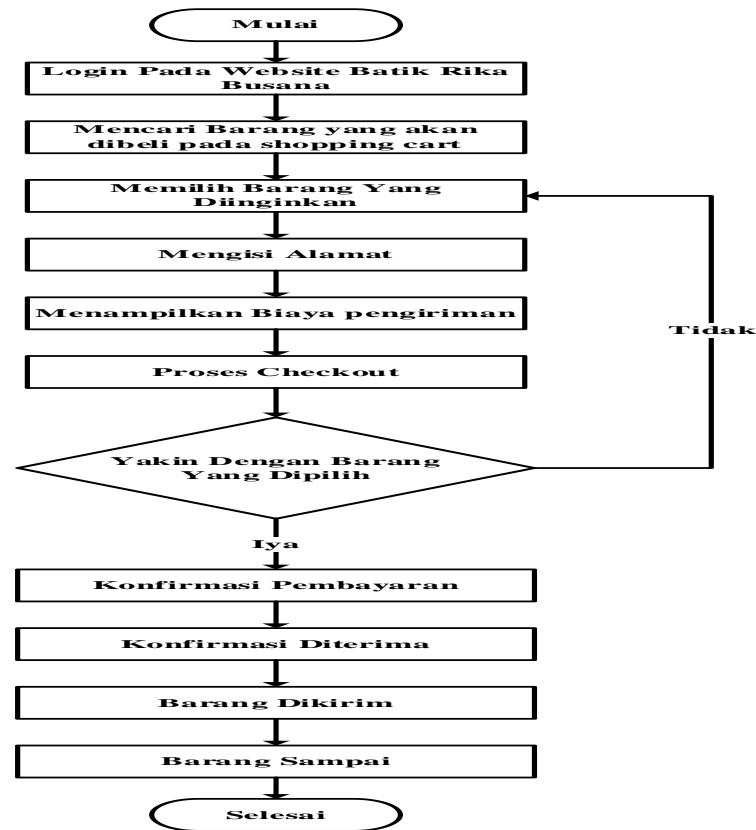 Mulai
Login Pada Website Batik Rika
Busana
Mencari Barang yang akan
dibeli pada shopping cart
Memilih Barang Yang
Diinginkan
Mengisi Alamat
Menampilkan Biaya pengiriman
Tidak
Proses Checkout
Yakin Dengan Barang
Yang Dipilih
Iya
Konfirmasi Pembayaran
Konfirmasi Diterima
Barang Dikirim
Barang Sampai
Selesai